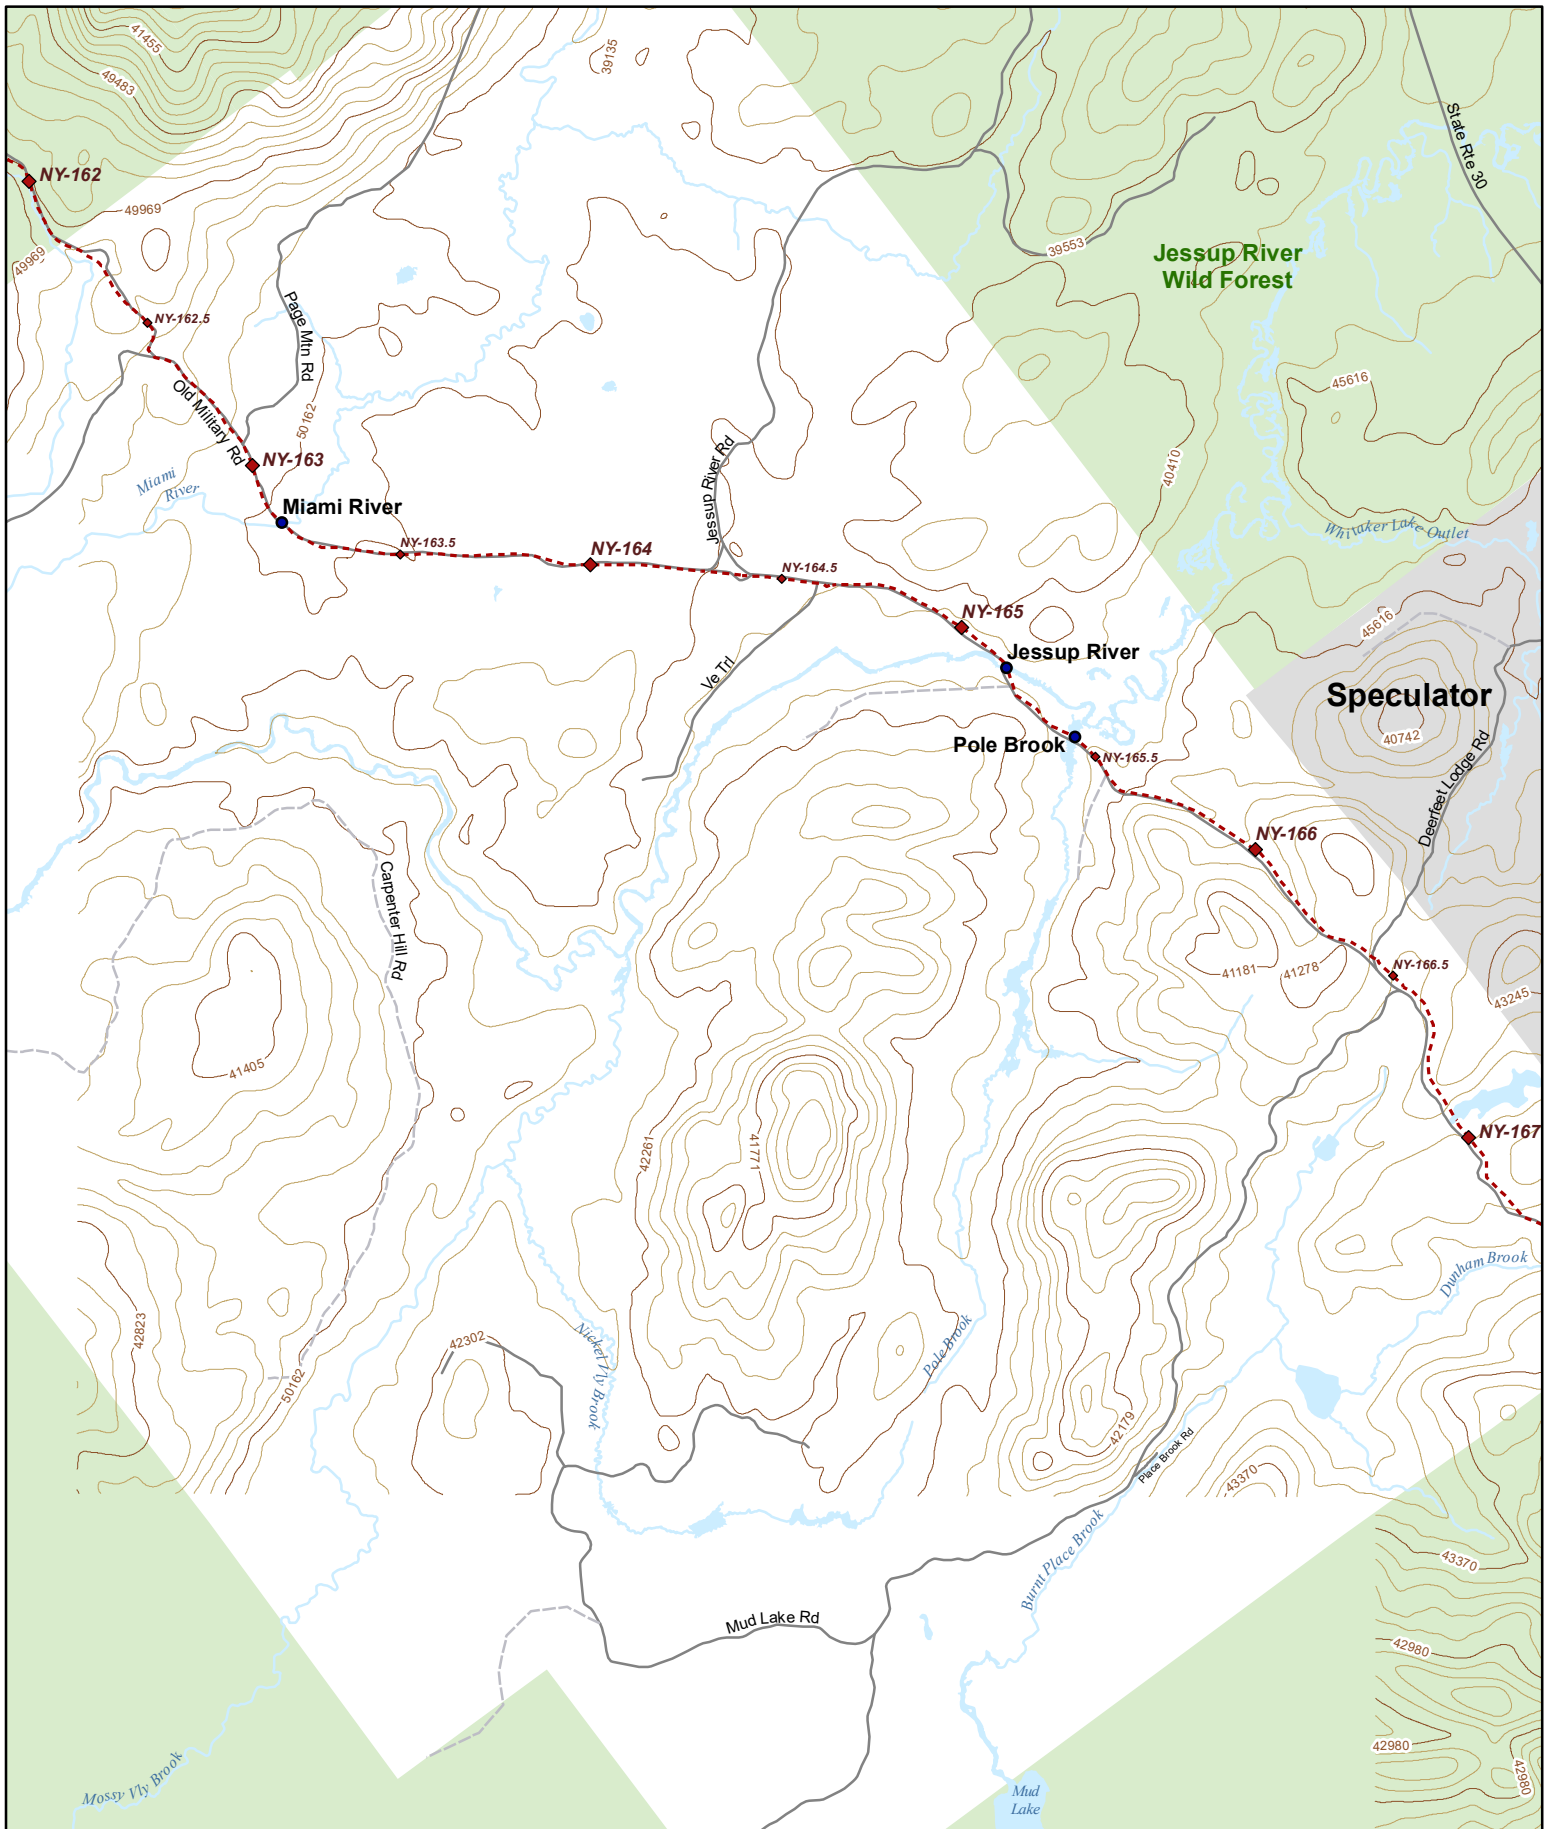 41455
39135
49483
State Rte 30
NY-162
49969
39553
Jessup River
Wild Forest
49969
Page Mtn Rd
NY-162.5
45616
Old Military Rd
50162
Jessup River Rd
NY-163
40410
Miami
River
Miami River
Whitaker Lake Outlet
NY-163.5
NY-164
NY-164.5
NY-165
45616
Jessup River
Ve Trl
Speculator
40742
Pole Brook
NY-165.5
Deerfeet Lodge Rd
NY-166
Carpenter Hill Rd
41181
41278
NY-166.5
43245
41405
42261
41771
NY-167
Dunham Brook
42823
42302
Nickel Vly Brook
Pole Brook
50162
42179
Place Brook Rd
43370
Burnt Place Brook
43370
Mud Lake Rd
42980
42980
42980
Mossy Vly Brook
Mud
Lake